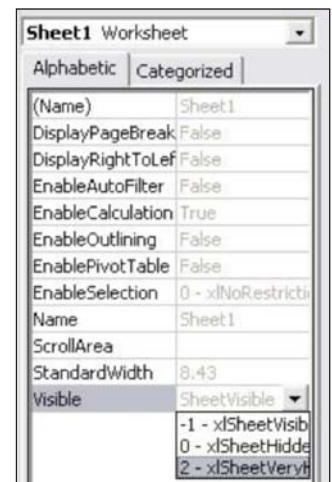 Sheet1 Worksheet
Alphabetic Categorized
(Name) Sheet1
DisplayPageBreak False
DisplayRightToLef False
EnableAutoFilter False
EnableCalculation True
EnableOutlining False
EnablePivotTable False
EnableSelection 0 - xlNoRestricti
Name Sheet1
ScrollArea
StandardWidth 8.43
Visible SheetVisible
-1 - xlSheetVisib
0 - xlSheetHidde
2 - xlSheetVeryH